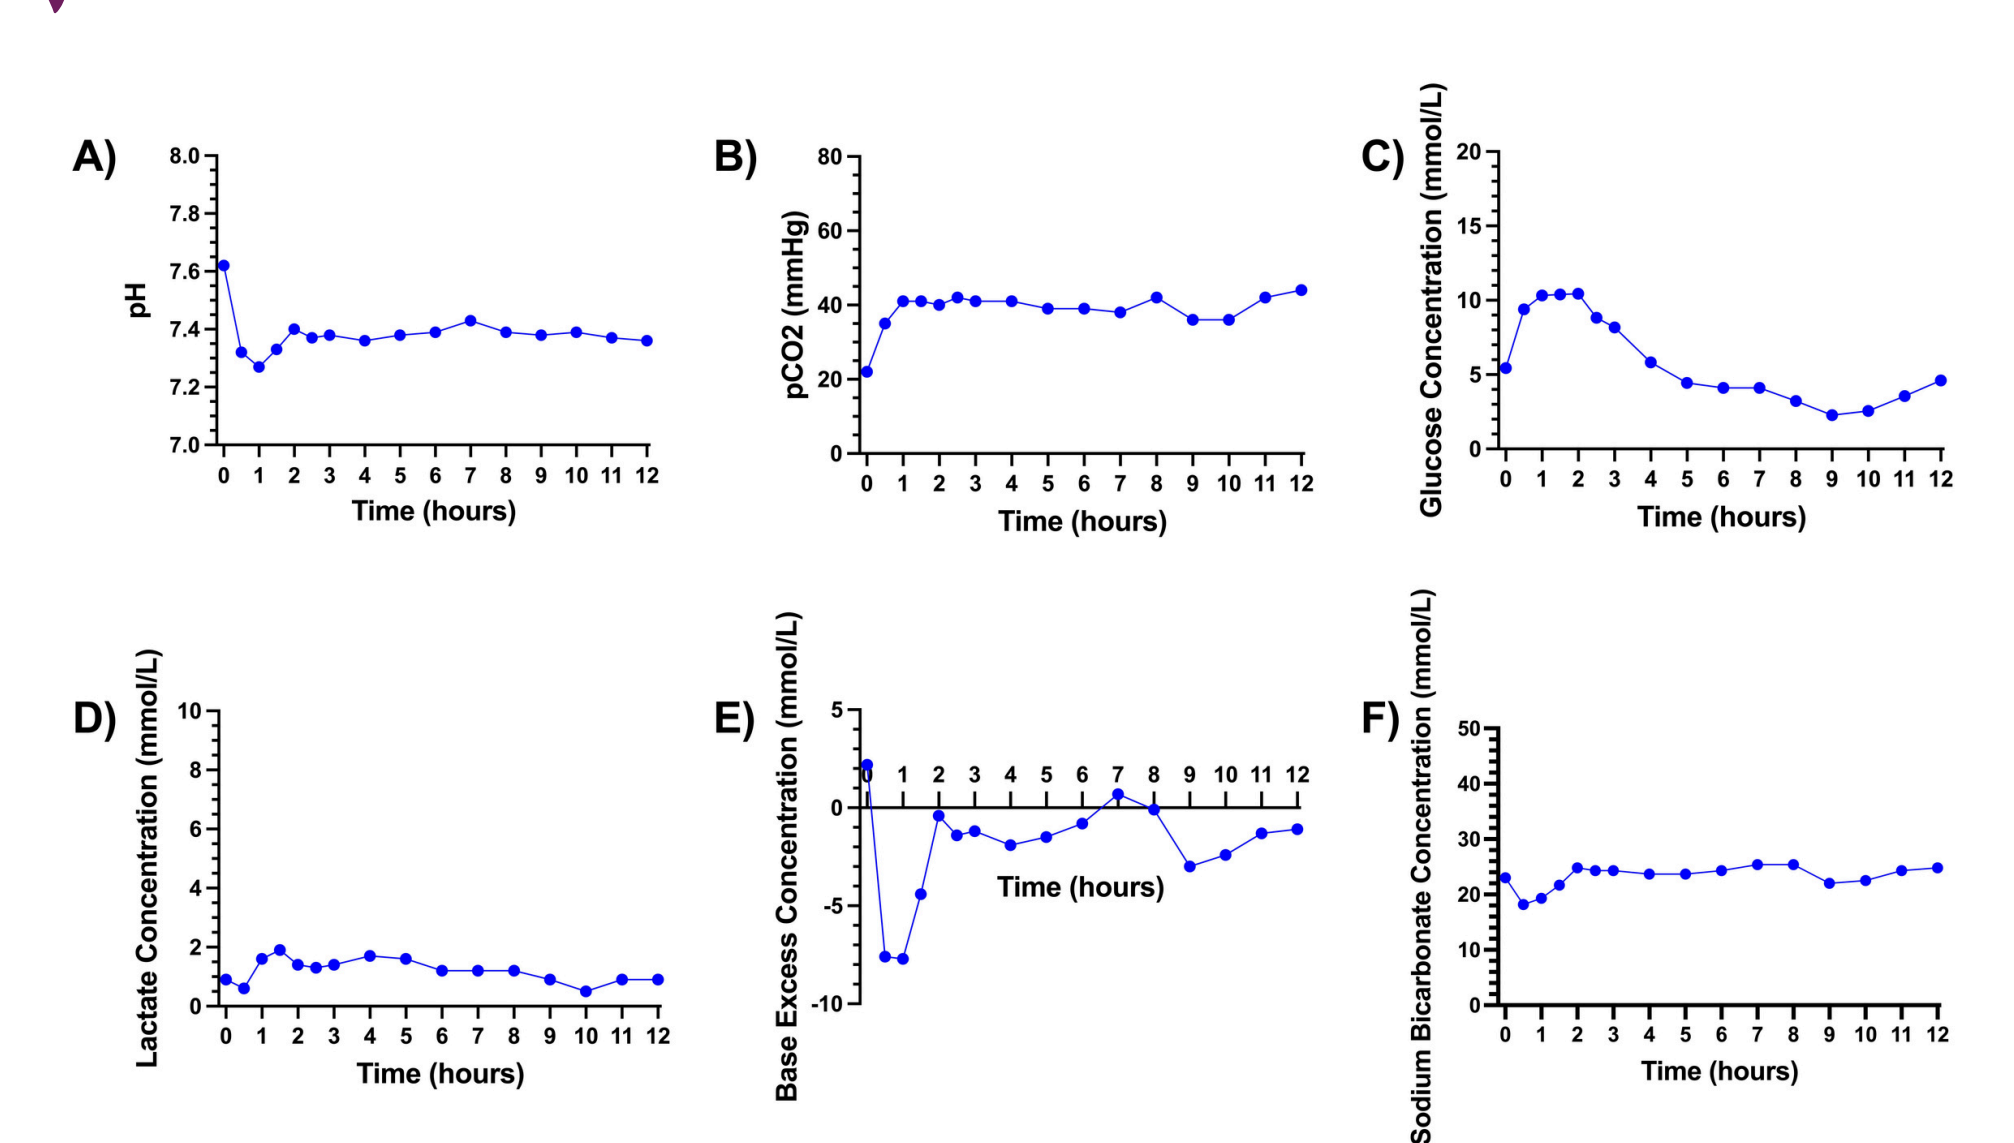 A)
8.0
7.8
7.6
7.4
7.2
7.0
pH
0 1 2 3 4 5 6 7 8 9 10 11 12
Time (hours)
B)
80
60
40
20
0
pCO2 (mmHg)
0 1 2 3 4 5 6 7 8 9 10 11 12
Time (hours)
C)
20
15
10
5
0
Glucose Concentration (mmol/L)
0 1 2 3 4 5 6 7 8 9 10 11 12
Time (hours)
D)
10
8
6
4
2
0
Lactate Concentration (mmol/L)
0 1 2 3 4 5 6 7 8 9 10 11 12
Time (hours)
E)
5
0
-5
-10
Base Excess Concentration (mmol/L)
0 1 2 3 4 5 6 7 8 9 10 11 12
Time (hours)
F)
50
40
30
20
10
0
Sodium Bicarbonate Concentration (mmol/L)
0 1 2 3 4 5 6 7 8 9 10 11 12
Time (hours)